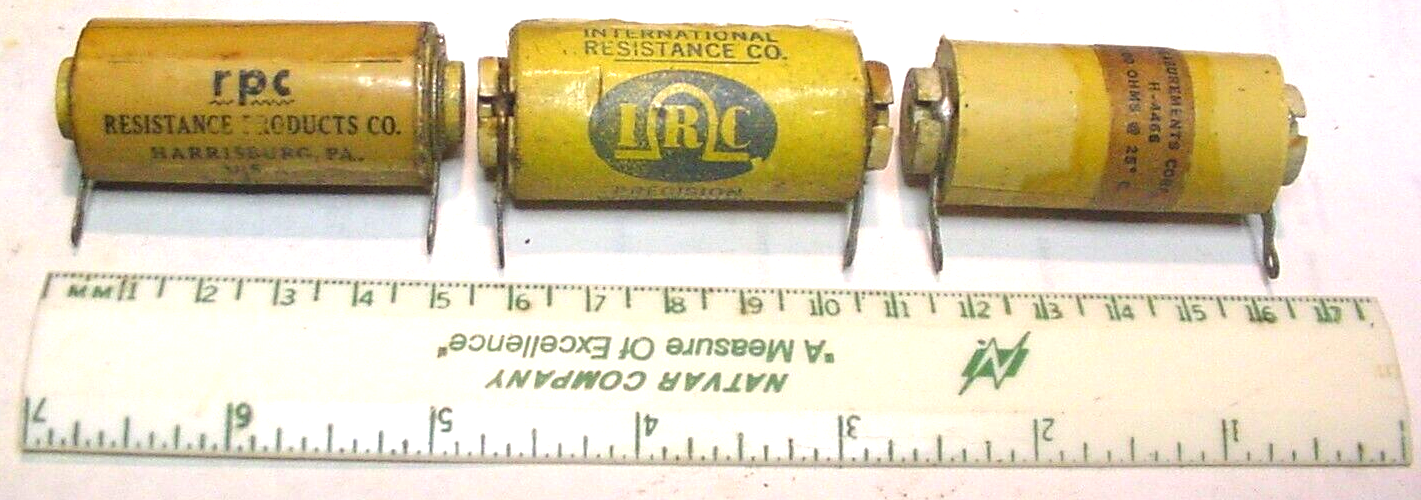 rpc
RESISTANCE PRODUCTS CO.
HARRISBURG, PA.
INTERNATIONAL
RESISTANCE CO.
IRC
PRECISION
UREMENTS COR
H-4466
OHMS @ 25° C.
MM 1 2 3 4 5 6 7 8 9 10 11 12 13 14 15 16 17
"A Measure Of Excellence"
NATVAR COMPANY
N
7 6 5 4 3 2 1